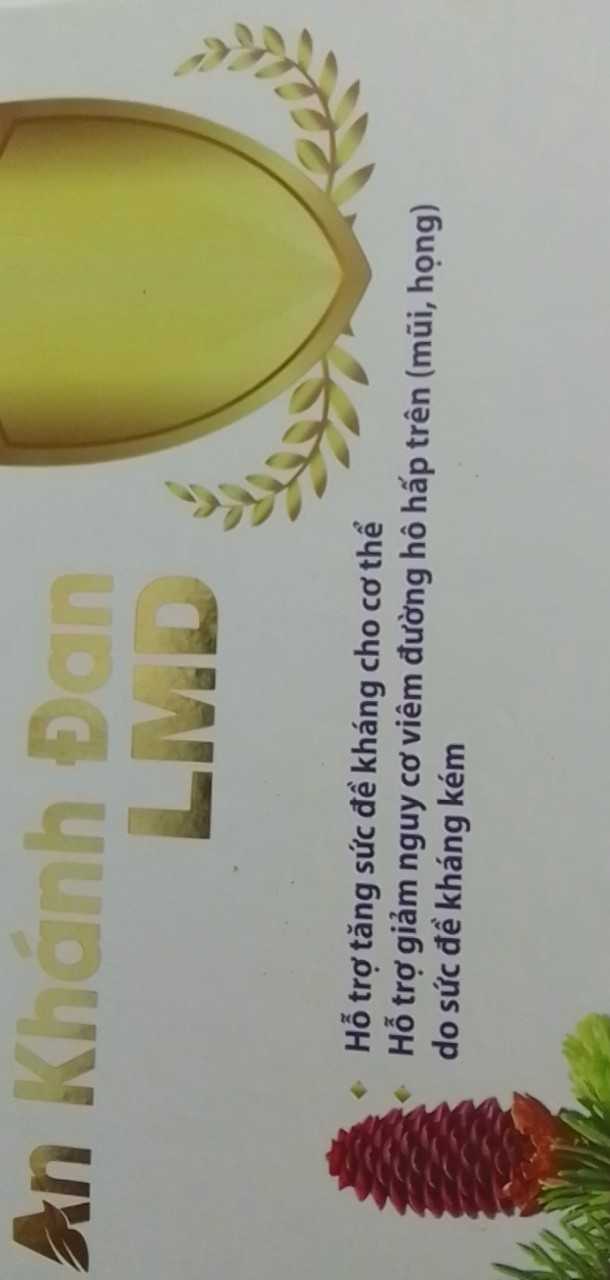 An Khánh Đan
LMD
Hỗ trợ tăng sức đề kháng cho cơ thể
Hỗ trợ giảm nguy cơ viêm đường hô hấp trên (mũi, họng)
do sức đề kháng kém